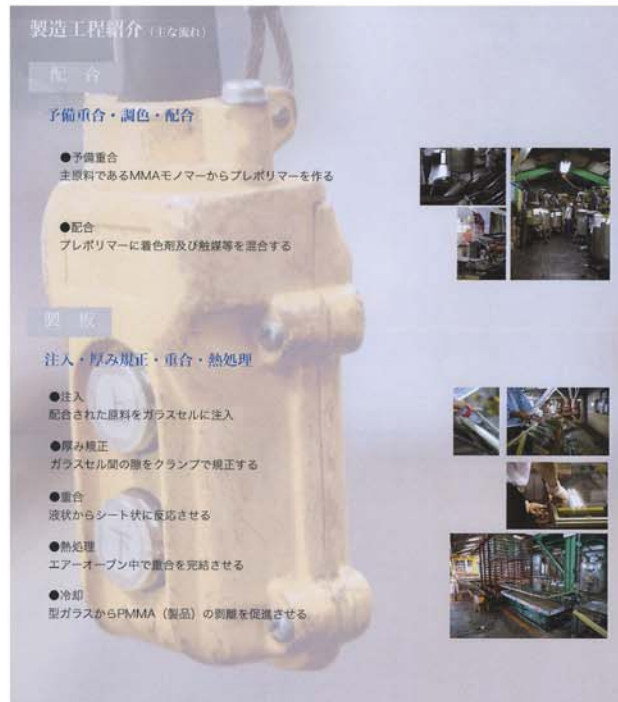 製造工程紹介（主な流れ）
配 合
予備重合・調色・配合
●予備重合
主原料であるMMAモノマーからプレポリマーを作る
●配合
プレポリマーに着色剤及び触媒等を混合する
製 板
注入・厚み規正・重合・熱処理
●注入
配合された原料をガラスセルに注入
●厚み規正
ガラスセル間の隙をクランプで規正する
●重合
液状からシート状に反応させる
●熱処理
エアーオーブン中で重合を完結させる
●冷却
型ガラスからPMMA（製品）の剥離を促進させる